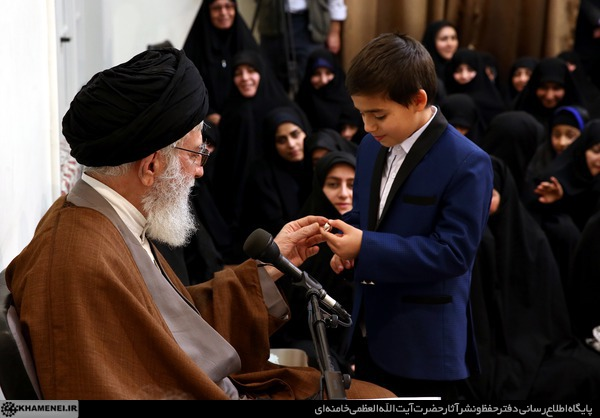 KHAMENEI.IR
پایگاه اطلاع رسانی دفتر حفظ و نشر آثار حضرت آیت الله العظمی خامنه‌ای